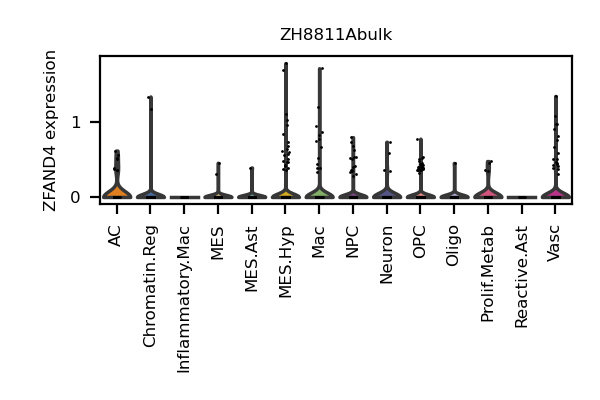 ZH8811Abulk
ZFAND4 expression
1
0
AC
Chromatin.Reg
Inflammatory.Mac
MES
MES.Ast
MES.Hyp
Mac
NPC
Neuron
OPC
Oligo
Prolif.Metab
Reactive.Ast
Vasc